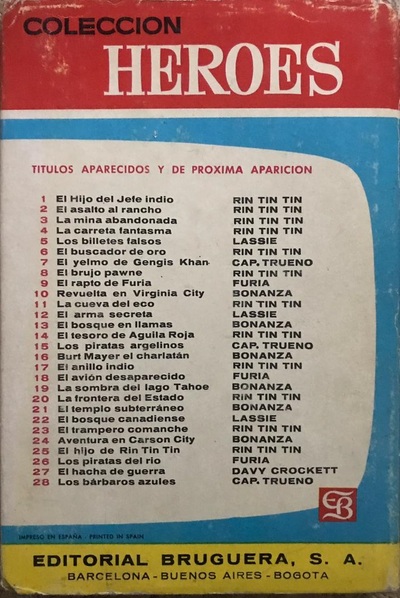 COLECCION
HEROES
TITULOS APARECIDOS Y DE PROXIMA APARICION
1 El Hijo del Jefe indio RIN TIN TIN
2 El asalto al rancho RIN TIN TIN
3 La mina abandonada RIN TIN TIN
4 La carreta fantasma RIN TIN TIN
5 Los billetes falsos LASSIE
6 El buscador de oro RIN TIN TIN
7 El yelmo de Gengis Khan CAP. TRUENO
8 El brujo pawne RIN TIN TIN
9 El rapto de Furia FURIA
10 Revuelta en Virginia City BONANZA
11 La cueva del eco RIN TIN TIN
12 El arma secreta LASSIE
13 El bosque en llamas BONANZA
14 El tesoro de Aguila Roja RIN TIN TIN
15 Los piratas argelinos CAP. TRUENO
16 Burt Mayer el charlatán BONANZA
17 El anillo indio RIN TIN TIN
18 El avión desaparecido FURIA
19 La sombra del lago Tahoe BONANZA
20 La frontera del Estado RIN TIN TIN
21 El templo subterráneo BONANZA
22 El bosque canadiense LASSIE
23 El trampero comanche RIN TIN TIN
24 Aventura en Carson City BONANZA
25 El hijo de Rin Tin Tin RIN TIN TIN
26 Los piratas del rio FURIA
27 El hacha de guerra DAVY CROCKETT
28 Los bárbaros azules CAP. TRUENO
EB
IMPRESO EN ESPAÑA - PRINTED IN SPAIN
EDITORIAL BRUGUERA, S. A.
BARCELONA - BUENOS AIRES - BOGOTA